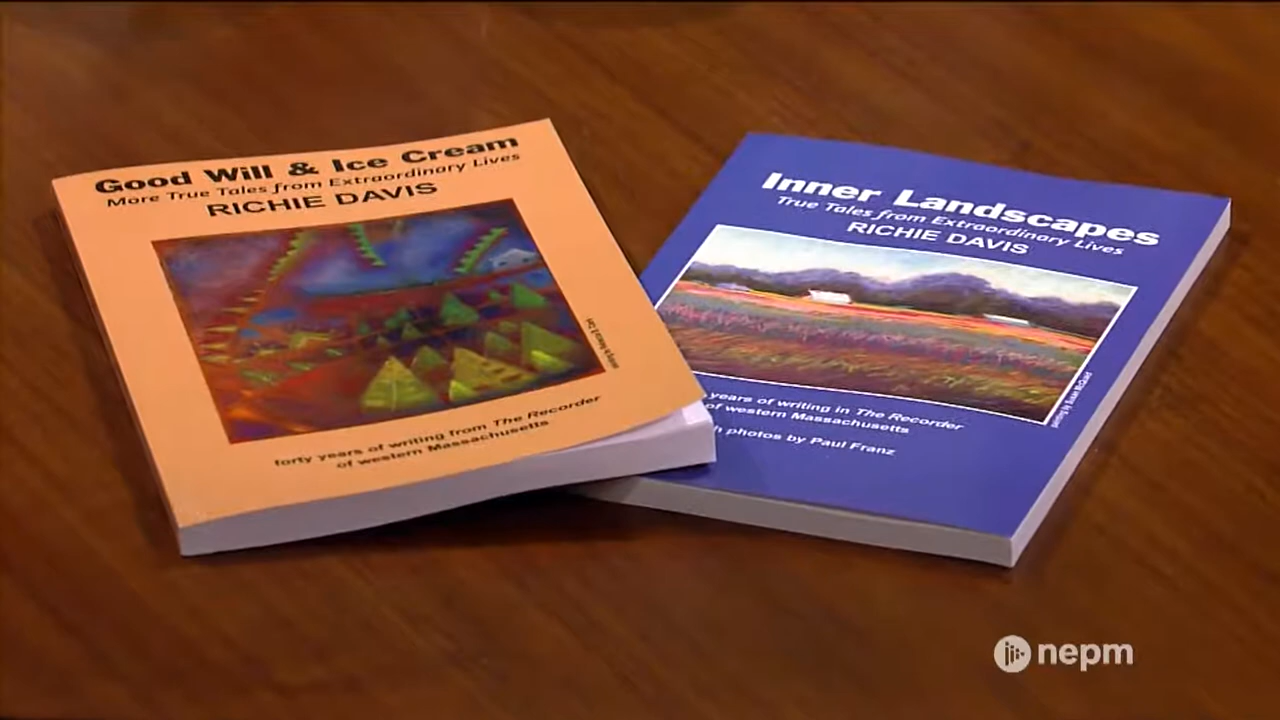 Good Will & Ice Cream
More True Tales from Extraordinary Lives
RICHIE DAVIS
forty years of writing from The Recorder
of western Massachusetts
Inner Landscapes
True Tales from Extraordinary Lives
RICHIE DAVIS
years of writing in The Recorder
of western Massachusetts
photos by Paul Franz
nepm